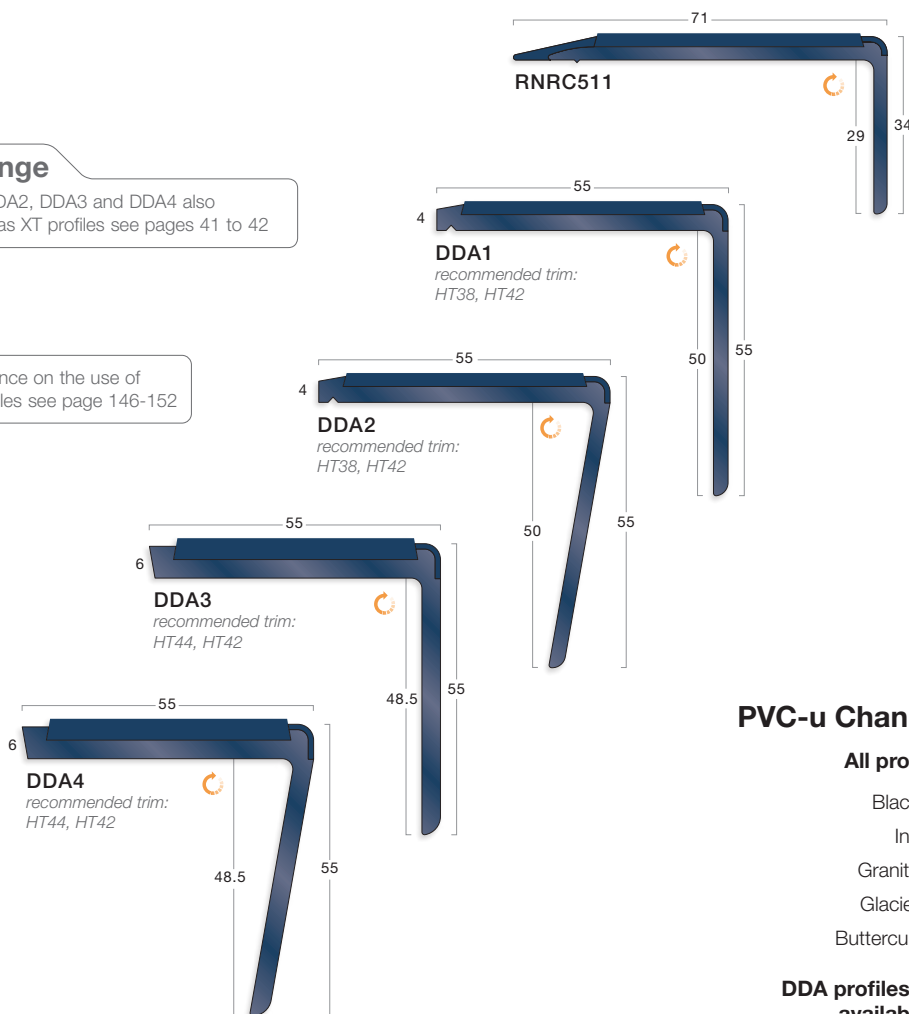 71
RNRC511
29
34
nge
DA2, DDA3 and DDA4 also
as XT profiles see pages 41 to 42
55
4
DDA1
recommended trim:
HT38, HT42
50
55
nce on the use of
les see page 146-152
55
4
DDA2
recommended trim:
HT38, HT42
50
55
55
6
DDA3
recommended trim:
HT44, HT42
48.5
55
55
6
DDA4
recommended trim:
HT44, HT42
48.5
55
PVC-u Chan
All pro
Blac
In
Granit
Glacie
Buttercu
DDA profiles
availab